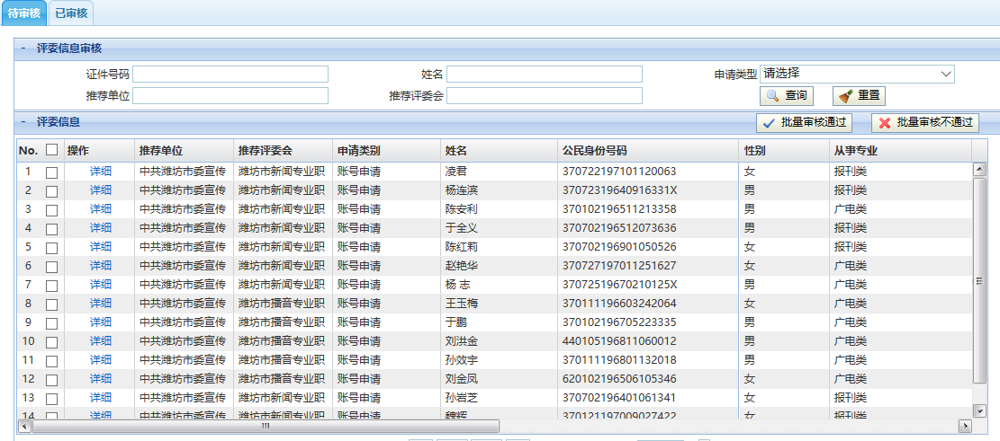 待审核 已审核
- 评委信息审核
证件号码 姓名 申请类型 请选择
推荐单位 推荐评委会 查询 重置
- 评委信息 批量审核通过 批量审核不通过
No. 操作 推荐单位 推荐评委会 申请类别 姓名 公民身份号码 性别 从事专业
1 详细 中共潍坊市委宣传 潍坊市新闻专业职 账号申请 凌君 370722197101120063 女 报刊类
2 详细 中共潍坊市委宣传 潍坊市新闻专业职 账号申请 杨连滨 37072319640916331X 男 报刊类
3 详细 中共潍坊市委宣传 潍坊市新闻专业职 账号申请 陈安利 370102196511213358 男 广电类
4 详细 中共潍坊市委宣传 潍坊市新闻专业职 账号申请 于全义 370702196512073636 男 报刊类
5 详细 中共潍坊市委宣传 潍坊市新闻专业职 账号申请 陈红莉 370702196901050526 女 报刊类
6 详细 中共潍坊市委宣传 潍坊市新闻专业职 账号申请 赵艳华 370727197011251627 女 广电类
7 详细 中共潍坊市委宣传 潍坊市新闻专业职 账号申请 杨 志 37072519670210125X 男 广电类
8 详细 中共潍坊市委宣传 潍坊市播音专业职 账号申请 王玉梅 370111196603242064 女 广电类
9 详细 中共潍坊市委宣传 潍坊市播音专业职 账号申请 于鹏 370102196705223335 男 广电类
10 详细 中共潍坊市委宣传 潍坊市播音专业职 账号申请 刘洪金 440105196811060012 男 广电类
11 详细 中共潍坊市委宣传 潍坊市播音专业职 账号申请 孙效宇 370111196801132018 男 广电类
12 详细 中共潍坊市委宣传 潍坊市播音专业职 账号申请 刘金凤 620102196506105346 女 广电类
13 详细 中共潍坊市委宣传 潍坊市新闻专业职 账号申请 孙岩芝 370702196401061341 女 报刊类
14 详细 中共潍坊市委宣传 潍坊市新闻专业职 账号申请 魏辉 370121197009027422 女 广电类